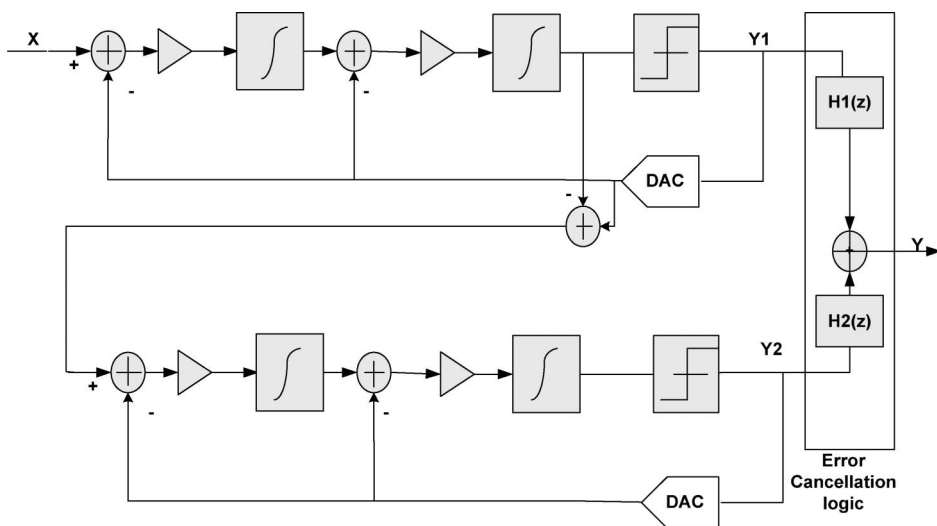 X
+
-
-
Y1
H1(z)
DAC
-
Y
H2(z)
Y2
+
-
-
DAC
Error
Cancellation
logic